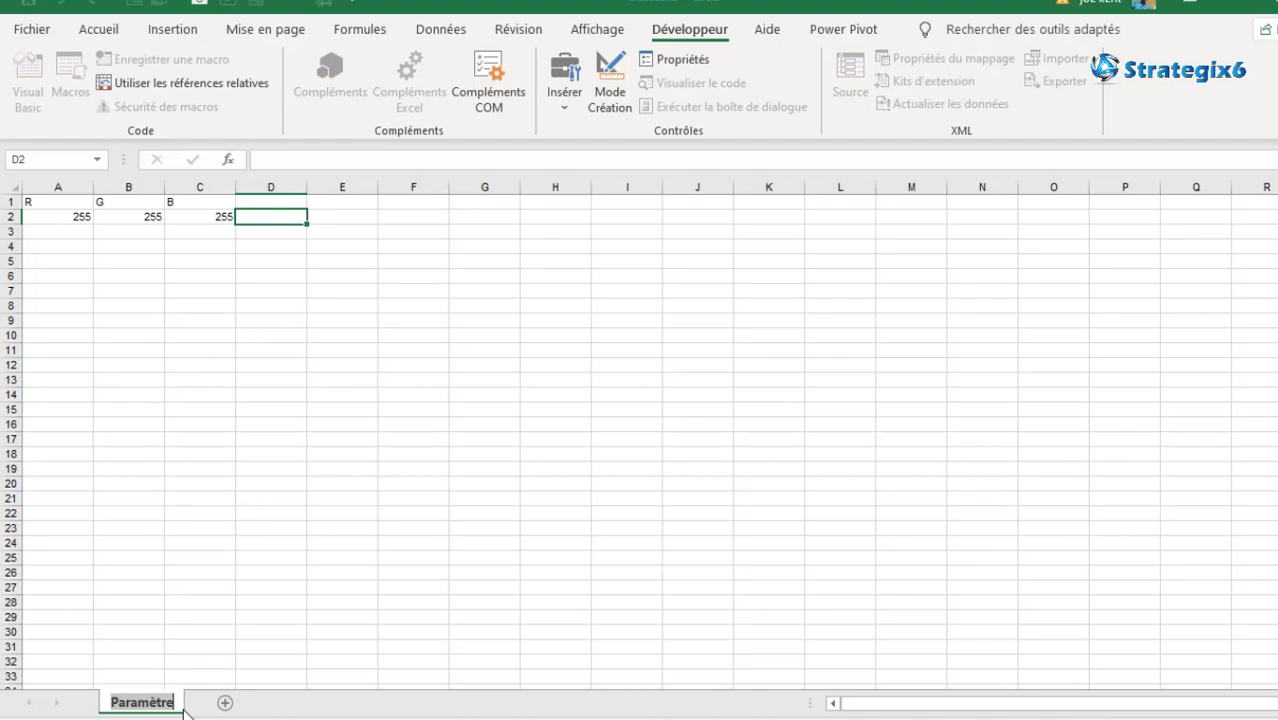 Joe kent
Fichier Accueil Insertion Mise en page Formules Données Révision Affichage Développeur Aide Power Pivot Rechercher des outils adaptés
Visual Basic
Macros
Enregistrer une macro
Utiliser les références relatives
Sécurité des macros
Code
Compléments
Compléments Excel
Compléments COM
Compléments
Insérer
Mode Création
Propriétés
Visualiser le code
Exécuter la boîte de dialogue
Contrôles
Source
Propriétés du mappage
Kits d'extension
Actualiser les données
Importer
Exporter
XML
Strategix6
D2 fx
A B C D E F G H I J K L M N O P Q R
1 R G B
2 255 255 255
3
4
5
6
7
8
9
10
11
12
13
14
15
16
17
18
19
20
21
22
23
24
25
26
27
28
29
30
31
32
33
Paramètre